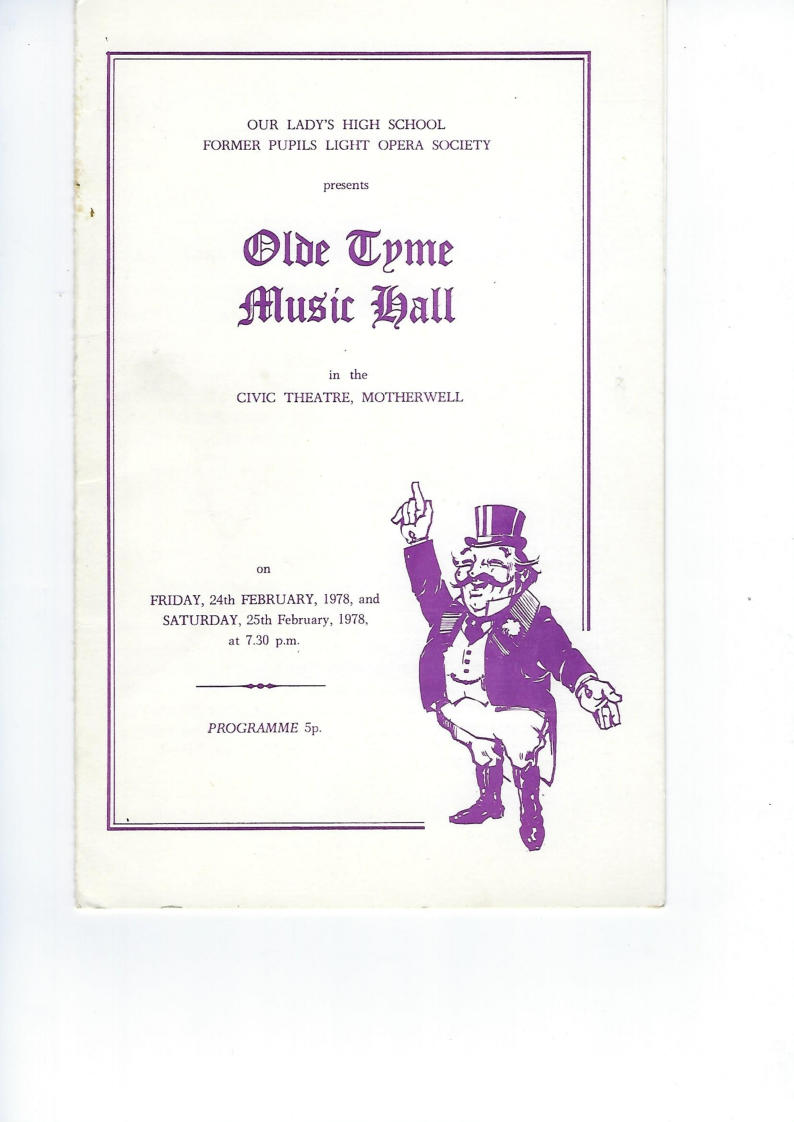 OUR LADY'S HIGH SCHOOL
FORMER PUPILS LIGHT OPERA SOCIETY
presents
Olde Tyme
Music Hall
in the
CIVIC THEATRE, MOTHERWELL
on
FRIDAY, 24th FEBRUARY, 1978, and
SATURDAY, 25th February, 1978,
at 7.30 p.m.
PROGRAMME 5p.